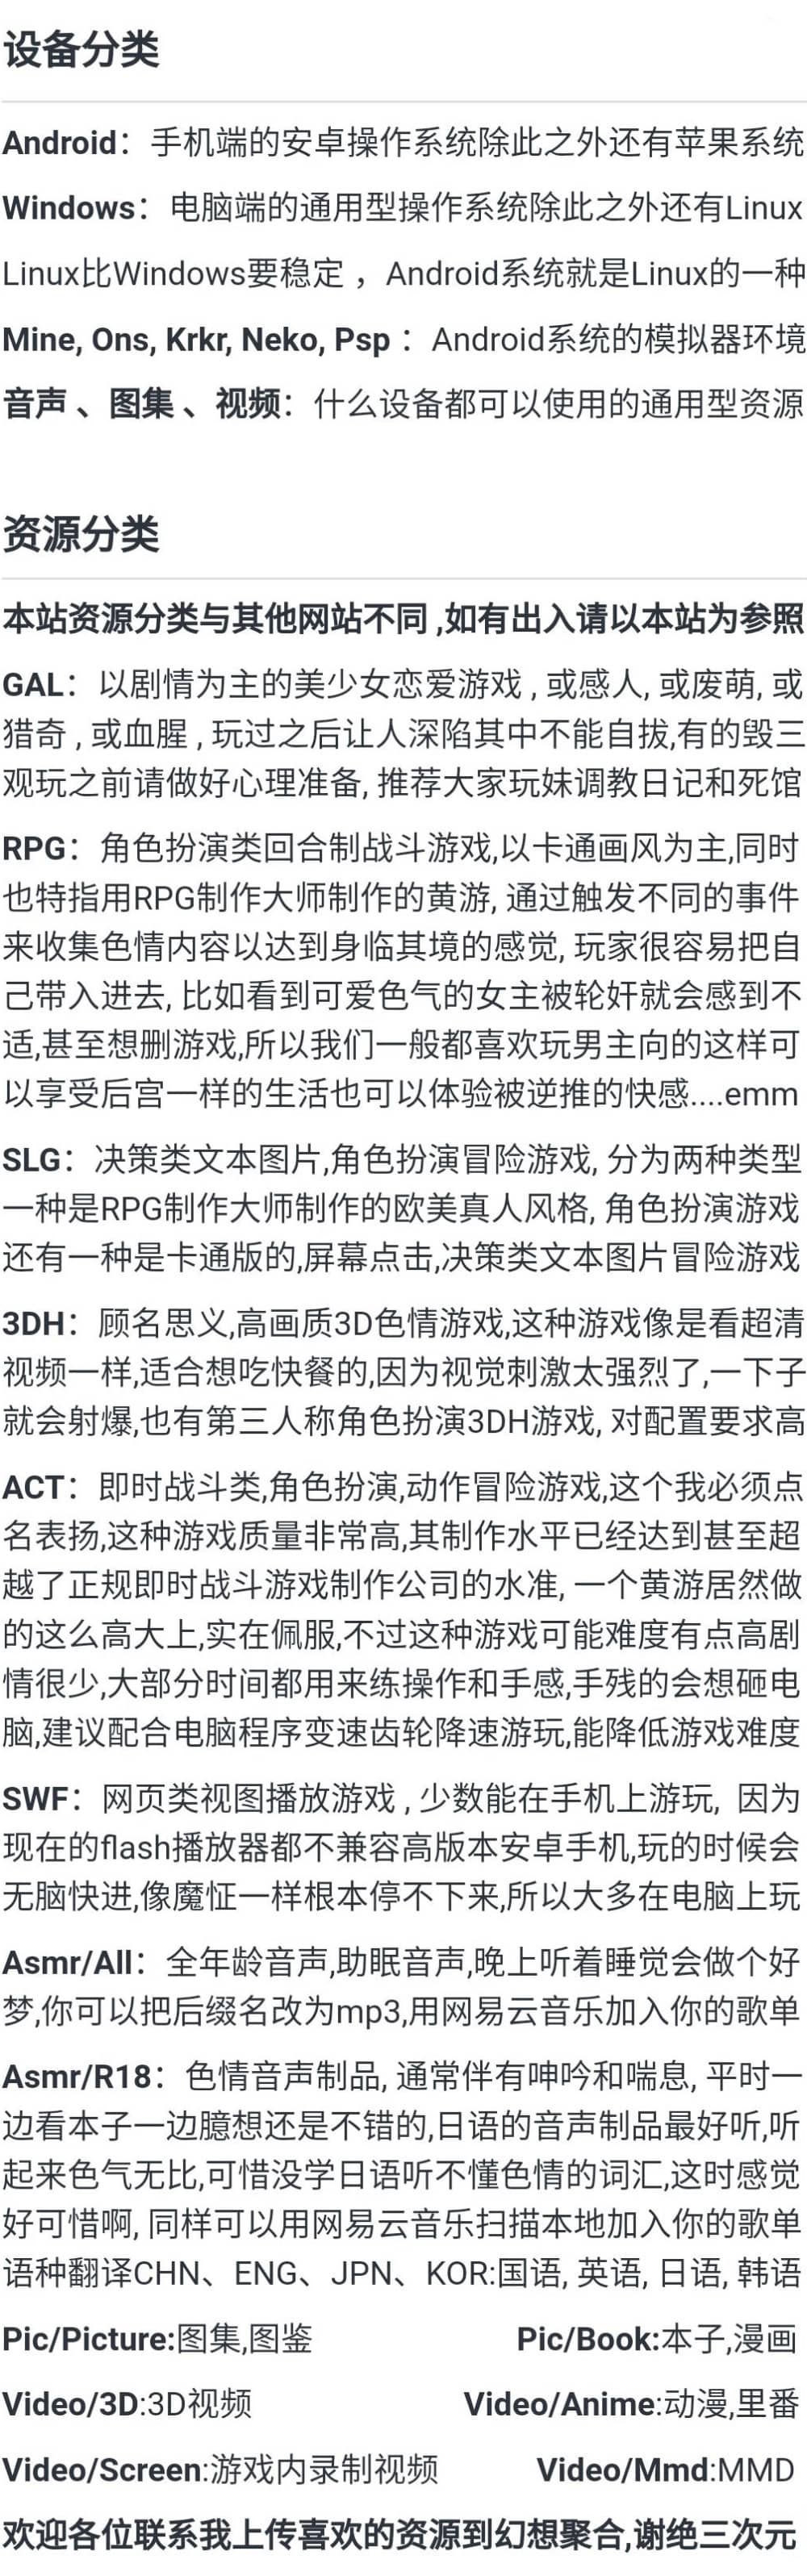 设备分类
Android：手机端的安卓操作系统除此之外还有苹果系统
Windows：电脑端的通用型操作系统除此之外还有Linux
Linux比Windows要稳定 ，Android系统就是Linux的一种
Mine, Ons, Krkr, Neko, Psp ：Android系统的模拟器环境
音声 、图集 、视频：什么设备都可以使用的通用型资源
资源分类
本站资源分类与其他网站不同 ,如有出入请以本站为参照
GAL：以剧情为主的美少女恋爱游戏 , 或感人, 或废萌, 或
猎奇 , 或血腥 , 玩过之后让人深陷其中不能自拔,有的毁三
观玩之前请做好心理准备, 推荐大家玩妹调教日记和死馆
RPG：角色扮演类回合制战斗游戏,以卡通画风为主,同时
也特指用RPG制作大师制作的黄游, 通过触发不同的事件
来收集色情内容以达到身临其境的感觉, 玩家很容易把自
己带入进去, 比如看到可爱色气的女主被轮奸就会感到不
适,甚至想删游戏,所以我们一般都喜欢玩男主向的这样可
以享受后宫一样的生活也可以体验被逆推的快感....emm
SLG：决策类文本图片,角色扮演冒险游戏, 分为两种类型
一种是RPG制作大师制作的欧美真人风格, 角色扮演游戏
还有一种是卡通版的,屏幕点击,决策类文本图片冒险游戏
3DH：顾名思义,高画质3D色情游戏,这种游戏像是看超清
视频一样,适合想吃快餐的,因为视觉刺激太强烈了,一下子
就会射爆,也有第三人称角色扮演3DH游戏, 对配置要求高
ACT：即时战斗类,角色扮演,动作冒险游戏,这个我必须点
名表扬,这种游戏质量非常高,其制作水平已经达到甚至超
越了正规即时战斗游戏制作公司的水准, 一个黄游居然做
的这么高大上,实在佩服,不过这种游戏可能难度有点高剧
情很少,大部分时间都用来练操作和手感,手残的会想砸电
脑,建议配合电脑程序变速齿轮降速游玩,能降低游戏难度
SWF：网页类视图播放游戏 , 少数能在手机上游玩, 因为
现在的flash播放器都不兼容高版本安卓手机,玩的时候会
无脑快进,像魔怔一样根本停不下来,所以大多在电脑上玩
Asmr/All：全年龄音声,助眠音声,晚上听着睡觉会做个好
梦,你可以把后缀名改为mp3,用网易云音乐加入你的歌单
Asmr/R18：色情音声制品, 通常伴有呻吟和喘息, 平时一
边看本子一边臆想还是不错的,日语的音声制品最好听,听
起来色气无比,可惜没学日语听不懂色情的词汇,这时感觉
好可惜啊, 同样可以用网易云音乐扫描本地加入你的歌单
语种翻译CHN、ENG、JPN、KOR:国语, 英语, 日语, 韩语
Pic/Picture:图集,图鉴 Pic/Book:本子,漫画
Video/3D:3D视频 Video/Anime:动漫,里番
Video/Screen:游戏内录制视频 Video/Mmd:MMD
欢迎各位联系我上传喜欢的资源到幻想聚合,谢绝三次元